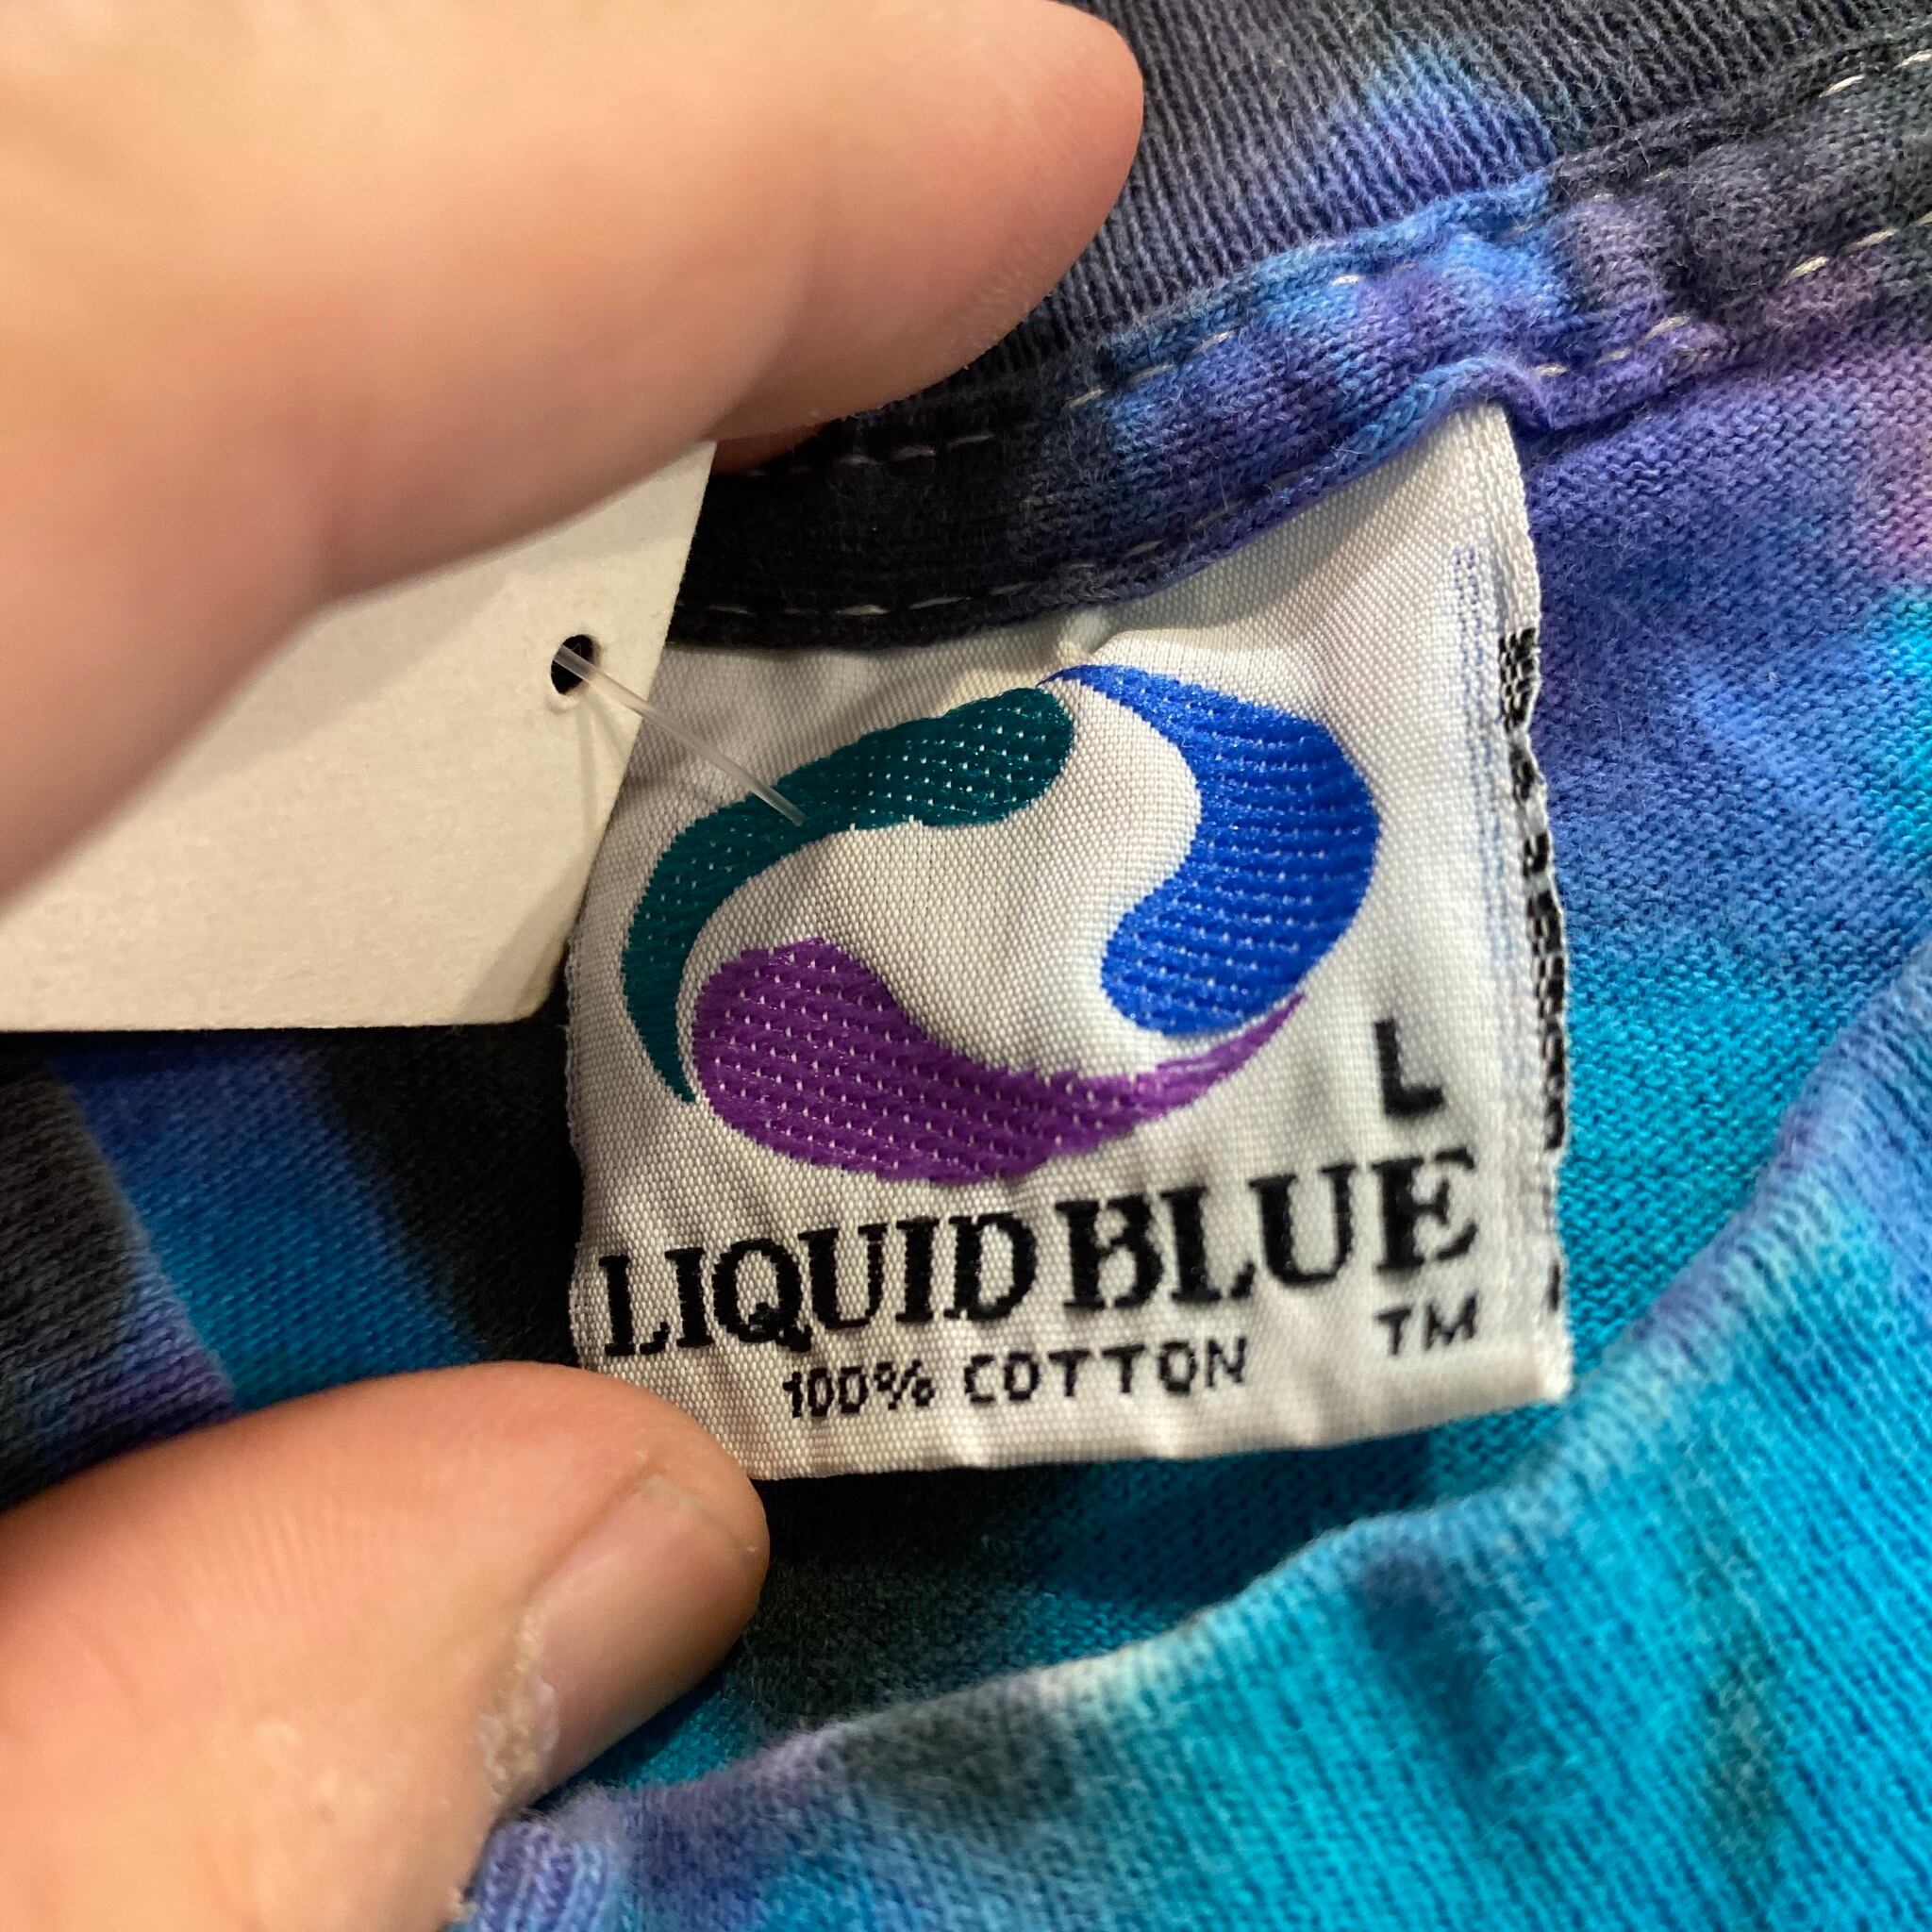 L
LIQUID BLUE
TM
100% COTTON